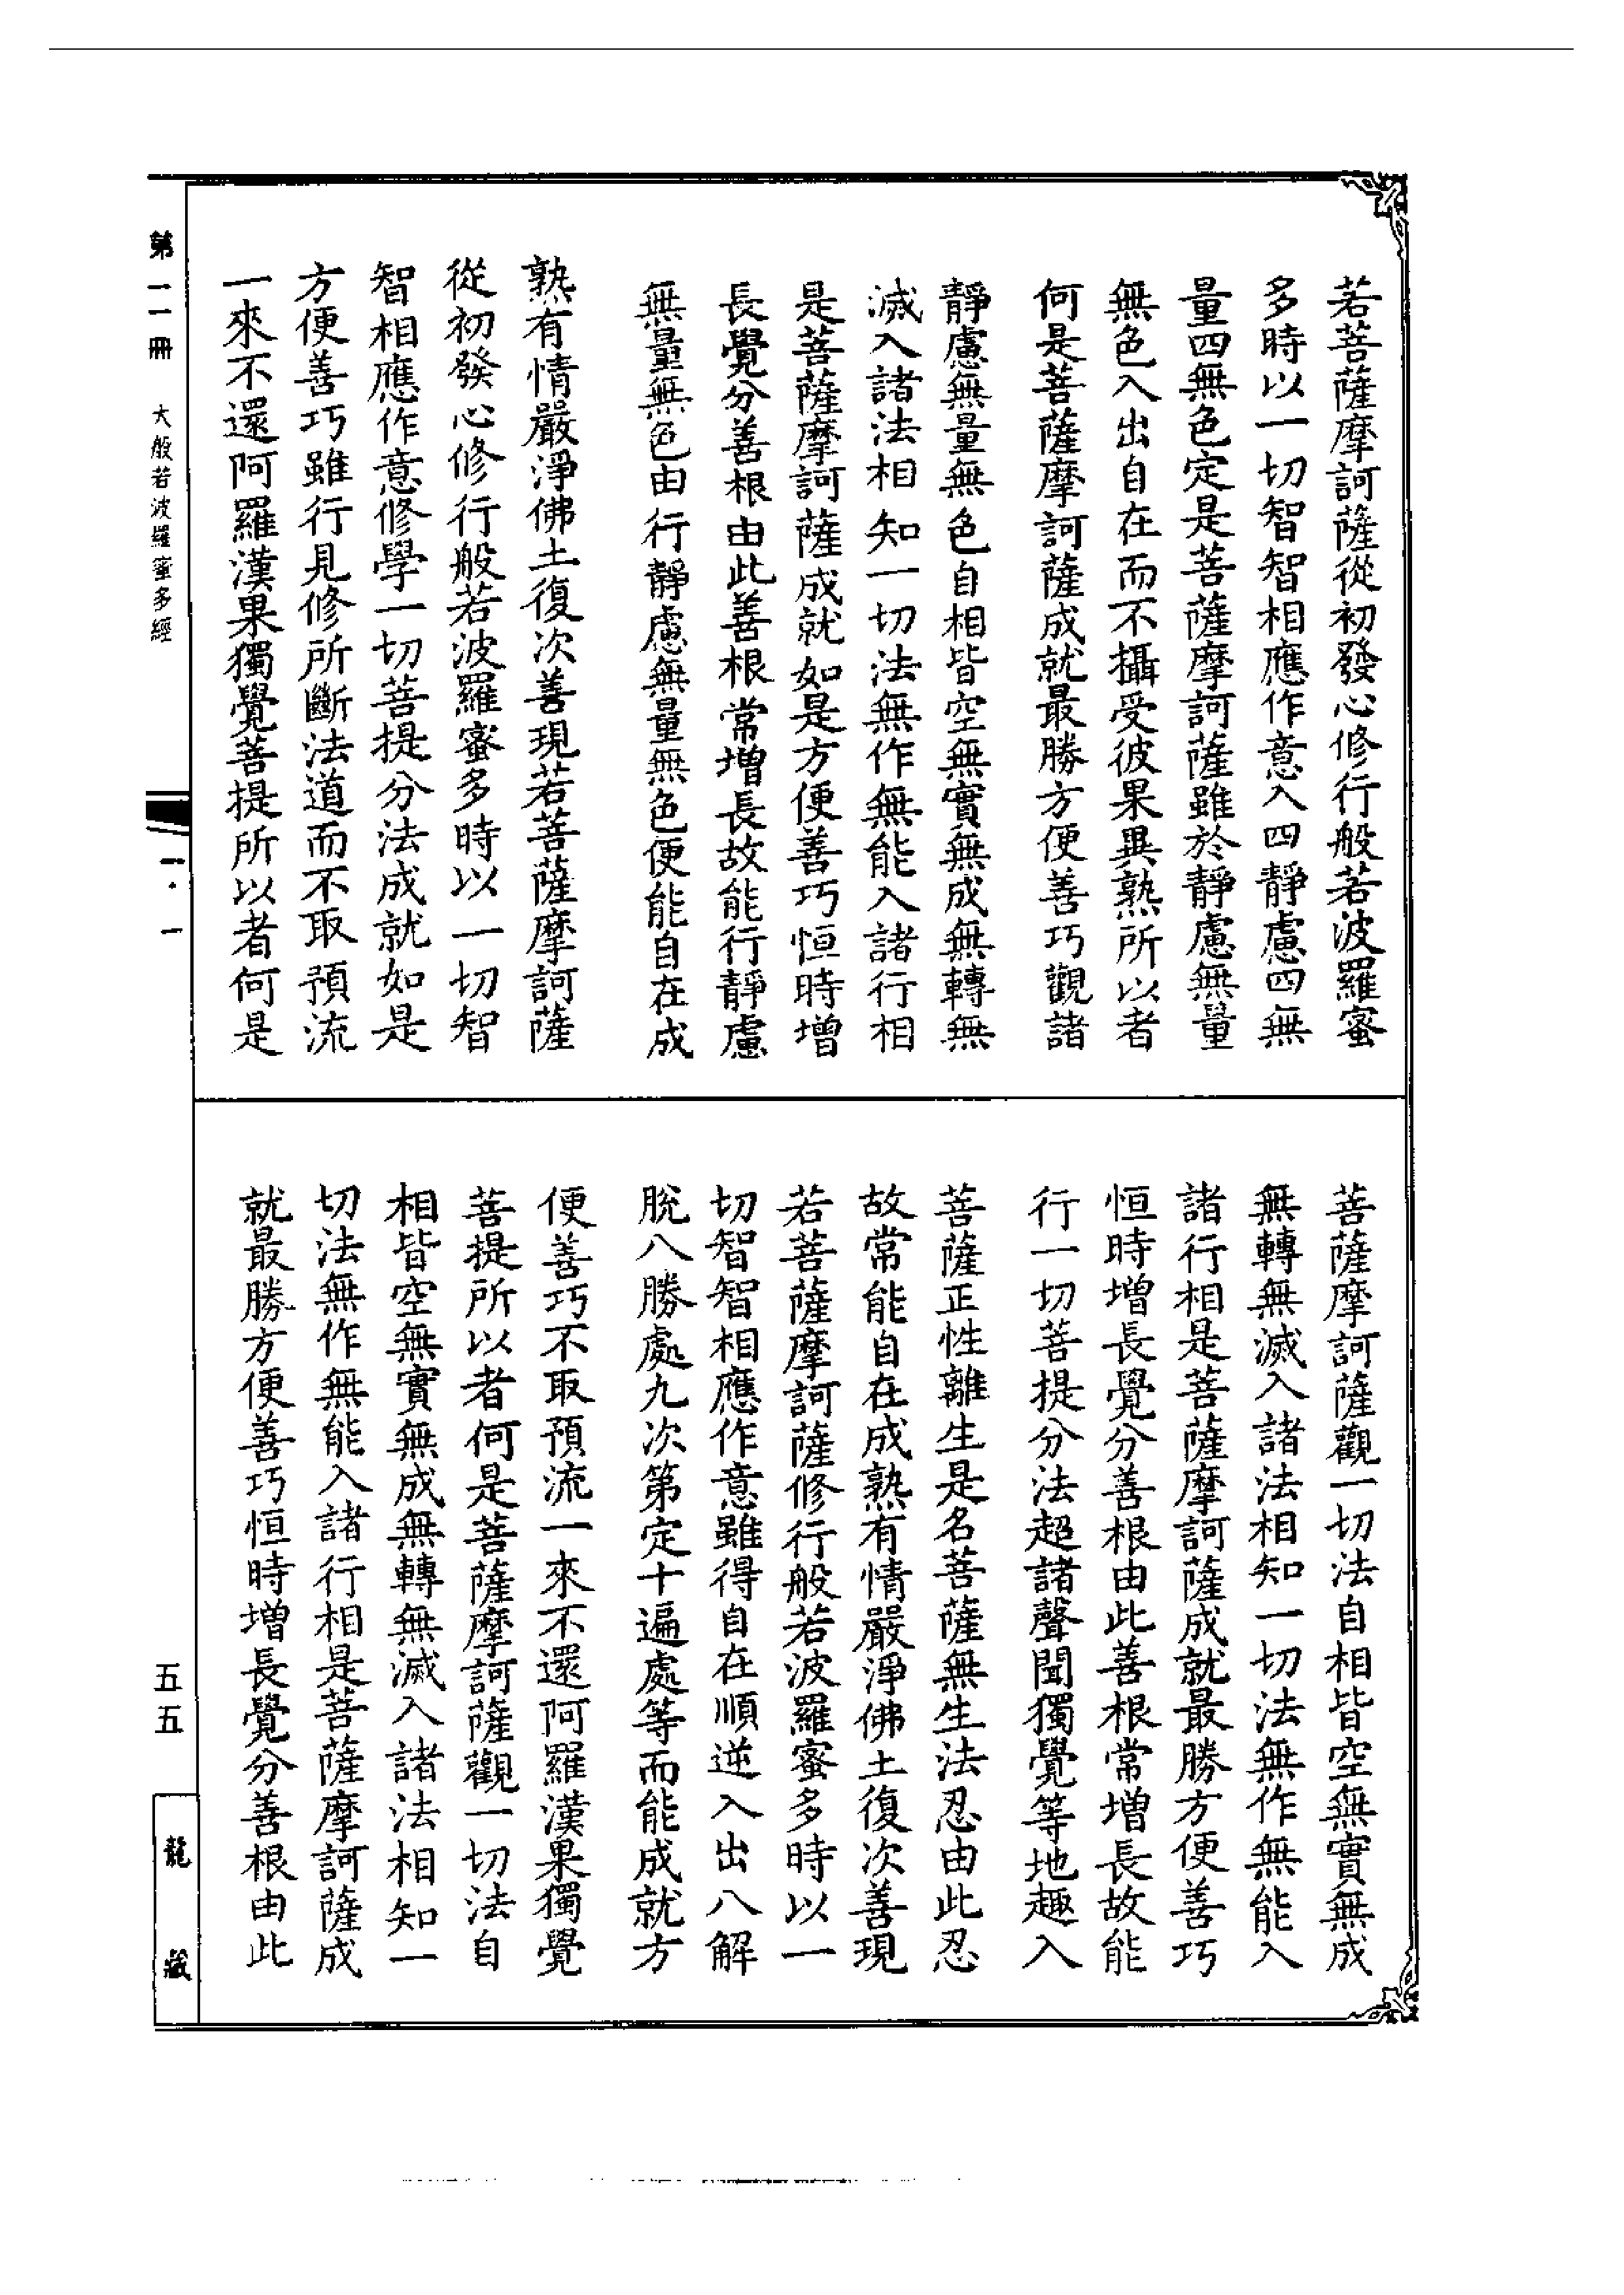 若菩薩摩訶薩從初發心修行般若波羅蜜
多時以一切智智相應作意入四靜慮四無
量四無色定是菩薩摩訶薩雖於靜慮無量
無色入出自在而不攝受彼果異熟所以者
何是菩薩摩訶薩成就最勝方便善巧觀諸
靜慮無量無色自相皆空無實無成無轉無
滅入諸法相知一切法無作無能入諸行相
是菩薩摩訶薩成就如是方便善巧恒時增
長覺分善根由此善根常增長故能行靜慮
無量無色由行靜慮無量無色便能自在成
熟有情嚴淨佛土復次善現若菩薩摩訶薩
從初發心修行般若波羅蜜多時以一切智
智相應作意修學一切菩提分法成就如是
方便善巧雖行見修所斷法道而不取預流
一來不還阿羅漢果獨覺菩提所以者何是
菩薩摩訶薩觀一切法自相皆空無實無成
無轉無滅入諸法相知一切法無作無能入
諸行相是菩薩摩訶薩成就最勝方便善巧
恒時增長覺分善根由此善根常增長故能
行一切菩提分法超諸聲聞獨覺等地趣入
菩薩正性離生是名菩薩無生法忍由此忍
故常能自在成熟有情嚴淨佛土復次善現
若菩薩摩訶薩修行般若波羅蜜多時以一
切智智相應作意雖得自在順逆入出八解
脫八勝處九次第定十遍處等而能成就方
便善巧不取預流一來不還阿羅漢果獨覺
菩提所以者何是菩薩摩訶薩觀一切法自
相皆空無實無成無轉無滅入諸法相知一
切法無作無能入諸行相是菩薩摩訶薩成
就最勝方便善巧恒時增長覺分善根由此
第一一冊 大般若波羅蜜多經
一·一
五五
龍藏